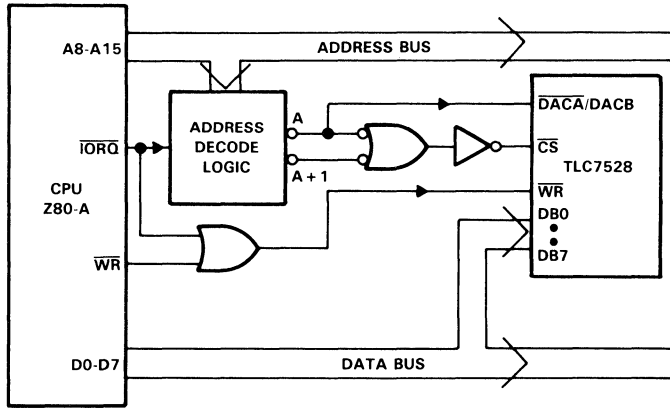 A8-A15
ADDRESS BUS
A
ADDRESS
DECODE
LOGIC
A + 1
IORQ
CPU
Z80-A
WR
D0-D7
DATA BUS
DACA/DACB
CS
TLC7528
WR
DB0
DB7